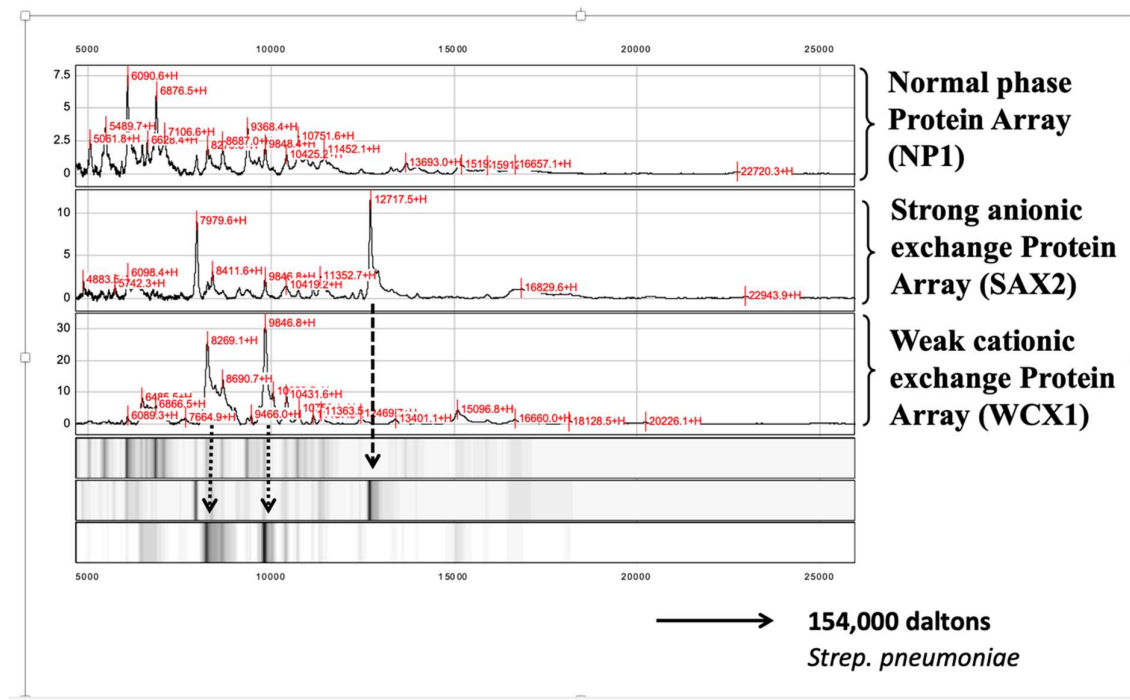 5000 10000 15000 20000 25000
7.5
5
2.5
0
6090.6+H
6876.5+H
5489.7+H
5061.8+H
6628.4+H
7106.6+H
8687.0+H
9368.4+H
9848.4+H
10751.6+H
11452.1+H
13693.0+H
16657.1+H
22720.3+H
Normal phase
Protein Array
(NP1)
10
5
0
12717.5+H
7979.6+H
6098.4+H
5742.3+H
8411.6+H
9846.8+H
10419.2+H
11352.7+H
16829.6+H
22943.9+H
Strong anionic
exchange Protein
Array (SAX2)
30
20
10
0
9846.8+H
8269.1+H
8690.7+H
6866.5+H
6089.3+H
7664.9+H
9466.0+H
10431.6+H
13401.1+H
15096.8+H
16660.0+H
18128.5+H
20226.1+H
Weak cationic
exchange Protein
Array (WCX1)
5000 10000 15000 20000 25000
154,000 daltons
Strep. pneumoniae